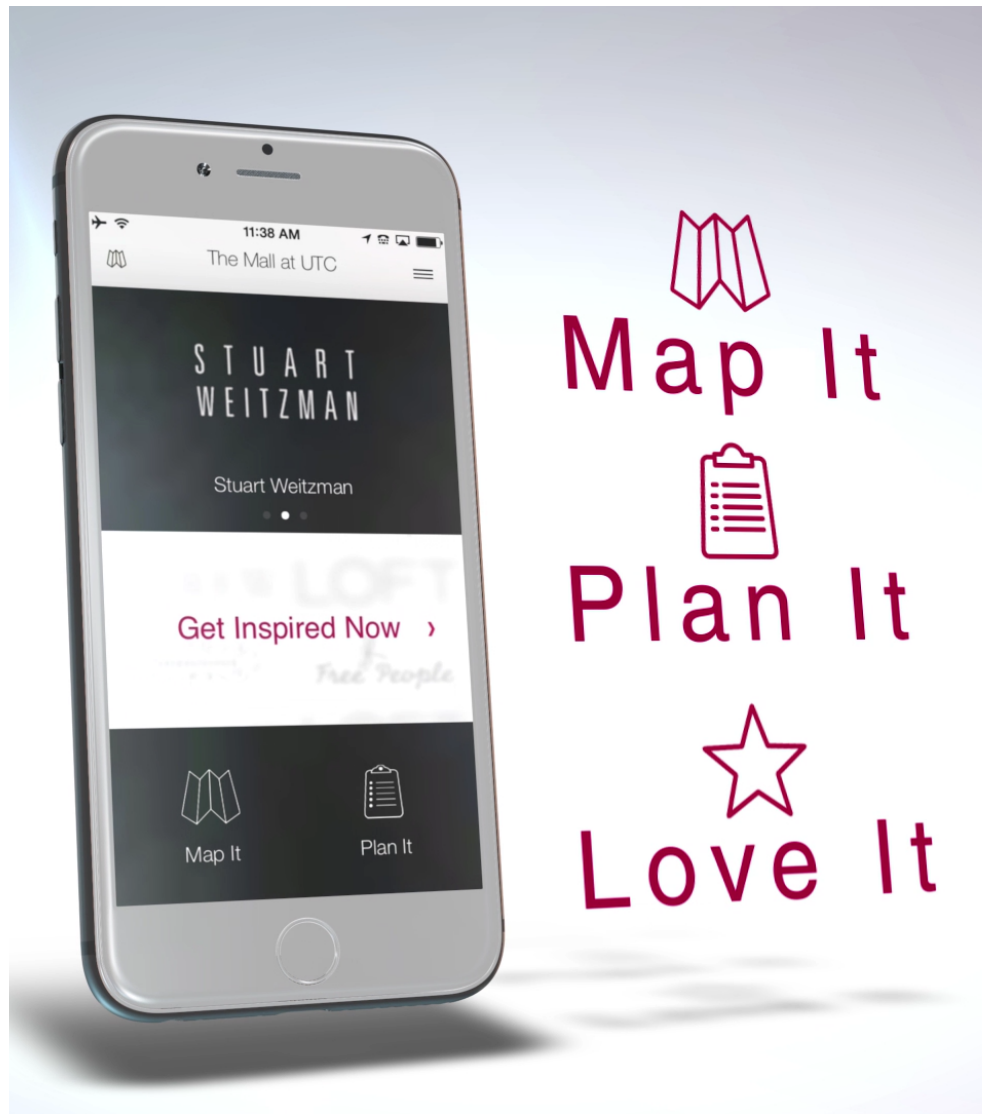 11:38 AM
The Mall at UTC
STUART
WEITZMAN
Stuart Weitzman
LOFT
Get Inspired Now ›
Free People
Map It
Plan It
Map It
Plan It
Love It